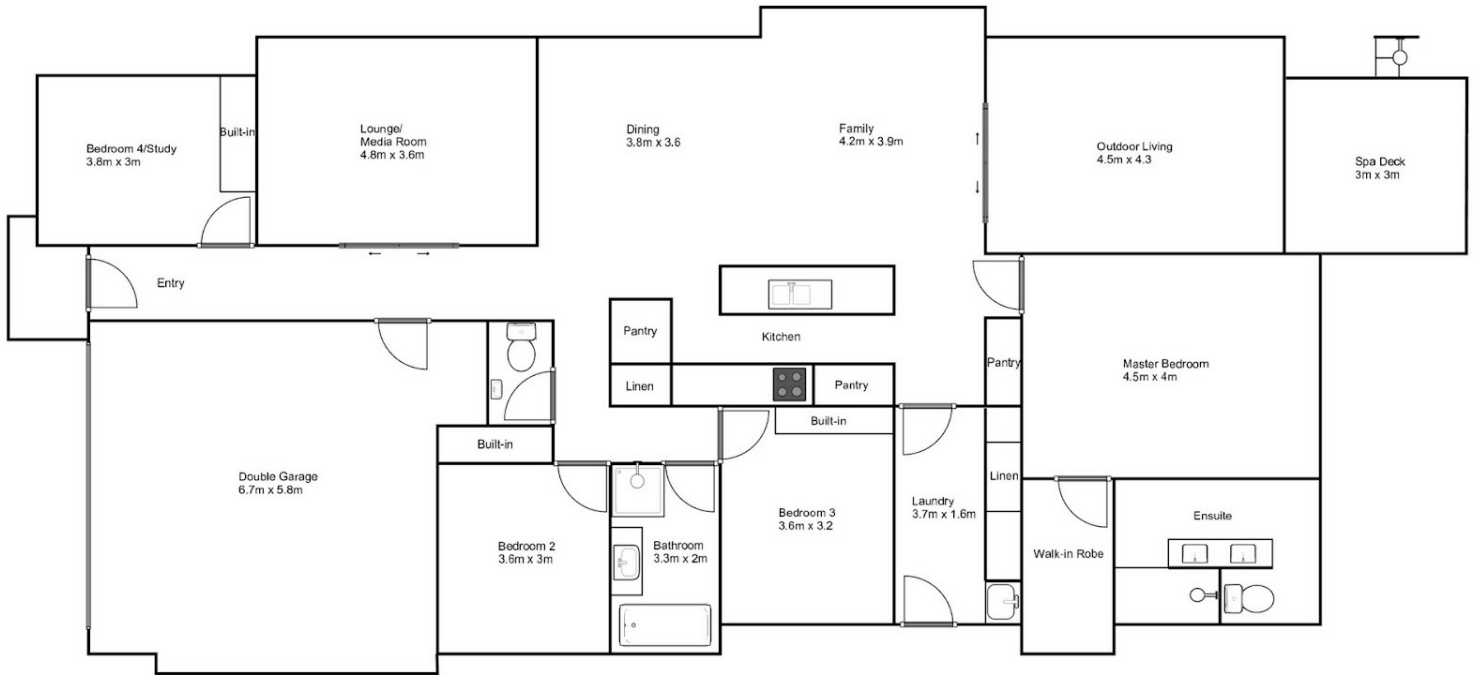 Bedroom 4/Study
3.8m x 3m
Built-in
Lounge/
Media Room
4.8m x 3.6m
Dining
3.8m x 3.6
Family
4.2m x 3.9m
Outdoor Living
4.5m x 4.3
Spa Deck
3m x 3m
Entry
Pantry
Kitchen
Linen
Pantry
Pantry
Master Bedroom
4.5m x 4m
Built-in
Built-in
Double Garage
6.7m x 5.8m
Bedroom 2
3.6m x 3m
Bathroom
3.3m x 2m
Bedroom 3
3.6m x 3.2
Laundry
3.7m x 1.6m
Linen
Walk-in Robe
Ensuite